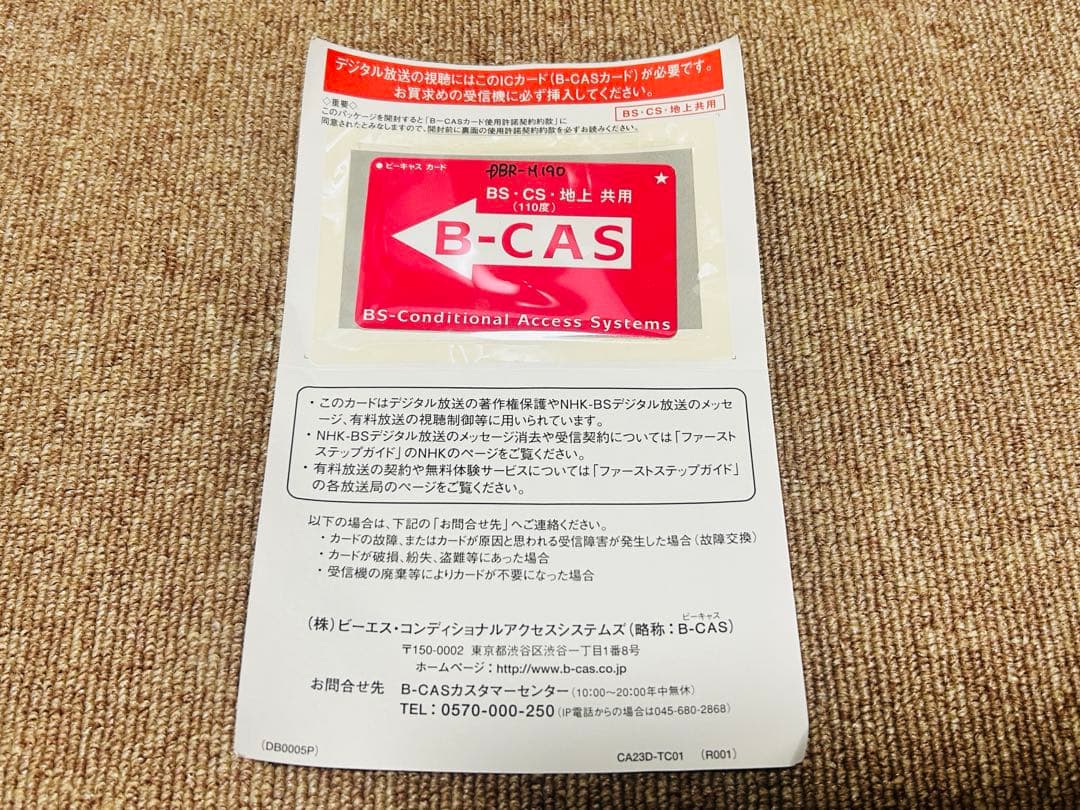 デジタル放送の視聴にはこのICカード(B-CASカード)が必要です。
お買求めの受信機に必ず挿入してください。
◇重要◇
このパッケージを開封すると「B-CASカード使用許諾契約約款」に
同意されたとみなしますので、開封前に裏面の使用許諾契約約款を必ずお読みください。
BS・CS・地上共用
●ビーキャス カード
DBR-M190
★
BS・CS・地上 共用
(110度)
B-CAS
BS-Conditional Access Systems
・このカードはデジタル放送の著作権保護やNHK-BSデジタル放送のメッセ
ージ、有料放送の視聴制御等に用いられています。
・NHK-BSデジタル放送のメッセージ消去や受信契約については「ファースト
ステップガイド」のNHKのページをご覧ください。
・有料放送の契約や無料体験サービスについては「ファーストステップガイド」
の各放送局のページをご覧ください。
以下の場合は、下記の「お問合せ先」へご連絡ください。
・カードの故障、またはカードが原因と思われる受信障害が発生した場合(故障交換)
・カードが破損、紛失、盗難等にあった場合
・受信機の廃棄等によりカードが不要になった場合
ビーキャス
(株)ビーエス・コンディショナルアクセスシステムズ(略称:B-CAS)
〒150-0002 東京都渋谷区渋谷一丁目1番8号
ホームページ:http://www.b-cas.co.jp
お問合せ先 B-CASカスタマーセンター(10:00~20:00年中無休)
TEL:0570-000-250(IP電話からの場合は045-680-2868)
(DB0005P)
CA23D-TC01 (R001)